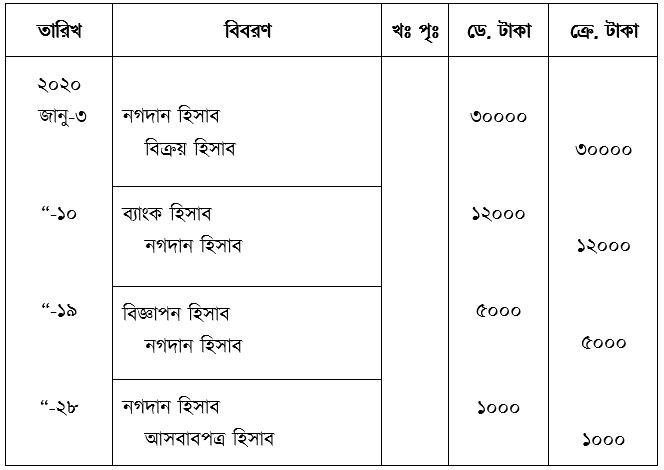 তারিখ বিবরণ খঃ পৃঃ ডে. টাকা ক্রে. টাকা
২০২০
জানু-৩ নগদান হিসাব ৩০০০০
বিক্রয় হিসাব ৩০০০০
“-১০ ব্যাংক হিসাব ১২০০০
নগদান হিসাব ১২০০০
“-১৯ বিজ্ঞাপন হিসাব ৫০০০
নগদান হিসাব ৫০০০
“-২৮ নগদান হিসাব ১০০০
আসবাবপত্র হিসাব ১০০০